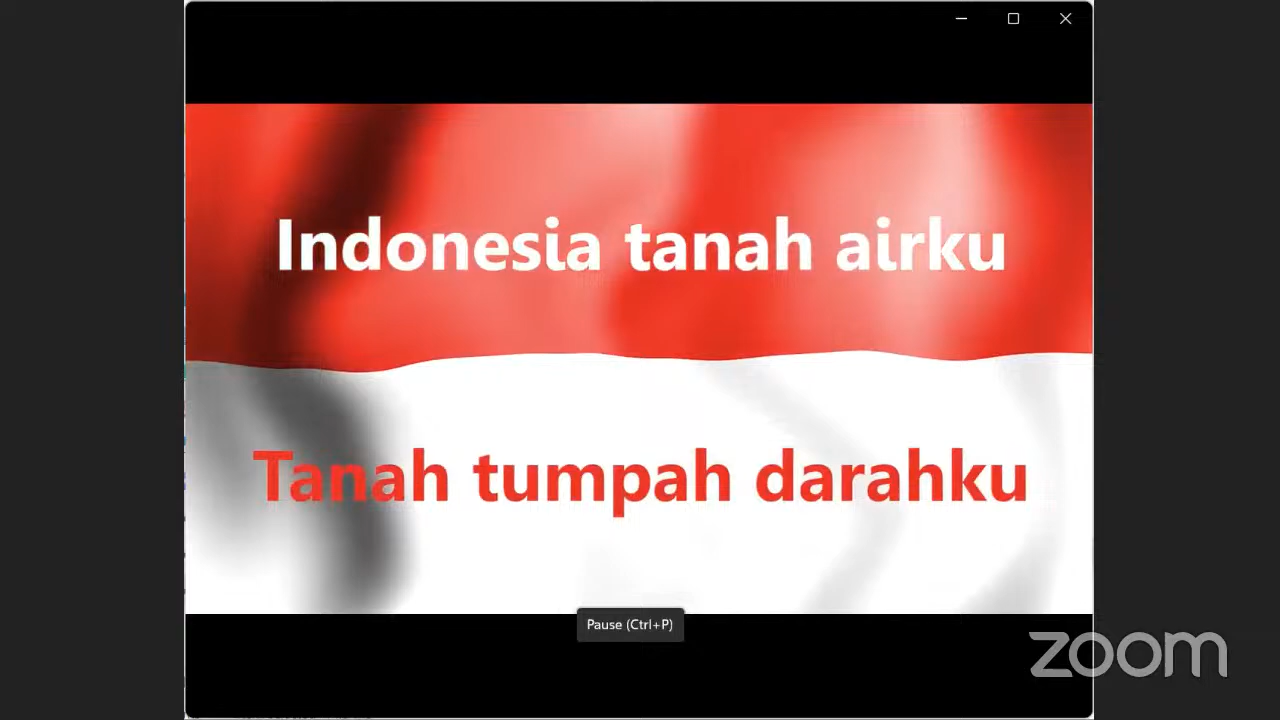 Indonesia tanah airku
Tanah tumpah darahku
Pause (Ctrl+P)
zoom